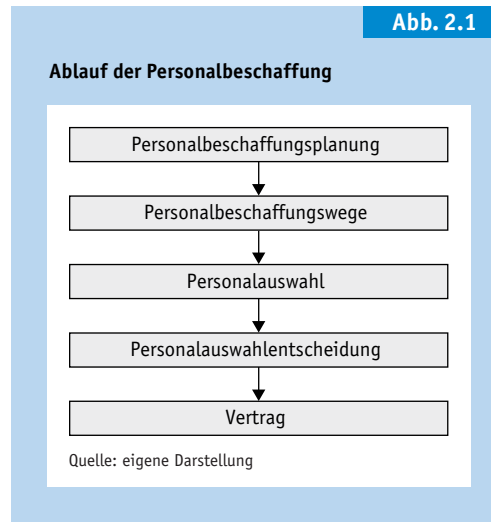 Abb. 2.1
Ablauf der Personalbeschaffung
Personalbeschaffungsplanung
Personalbeschaffungswege
Personalauswahl
Personalauswahlentscheidung
Vertrag
Quelle: eigene Darstellung